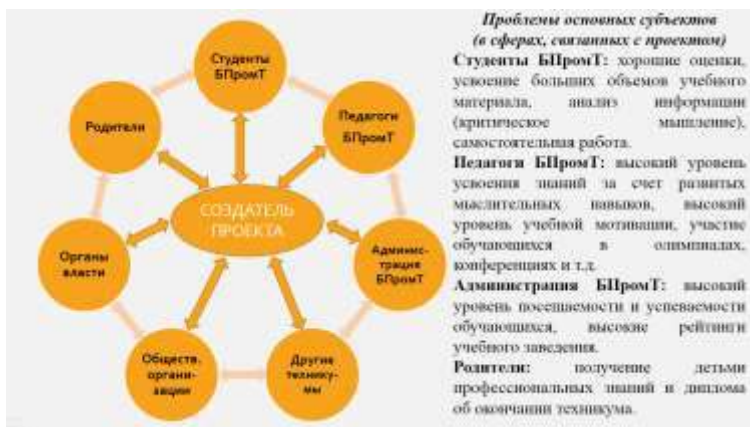 Студенты
БПромТ
Педагоги
БПромТ
Админис-
трация
БПромТ
Другие
технику-
мы
Обществ.
органи-
зации
Органы
власти
Родители
СОЗДАТЕЛЬ
ПРОЕКТА
Проблемы основных субъектов
(в сферах, связанных с проектом)
Студенты БПромТ: хорошие оценки,
усвоение больших объемов учебного
материала, анализ информации
(критическое мышление),
самостоятельная работа.
Педагоги БПромТ: высокий уровень
усвоения знаний за счет развитых
мыслительных навыков, высокий
уровень учебной мотивации, участие
обучающихся в олимпиадах,
конференциях и т.д.
Администрация БПромТ: высокий
уровень посещаемости и успеваемости
обучающихся, высокие рейтинги
учебного заведения.
Родители: получение детьми
профессиональных знаний и диплома
об окончании техникума.